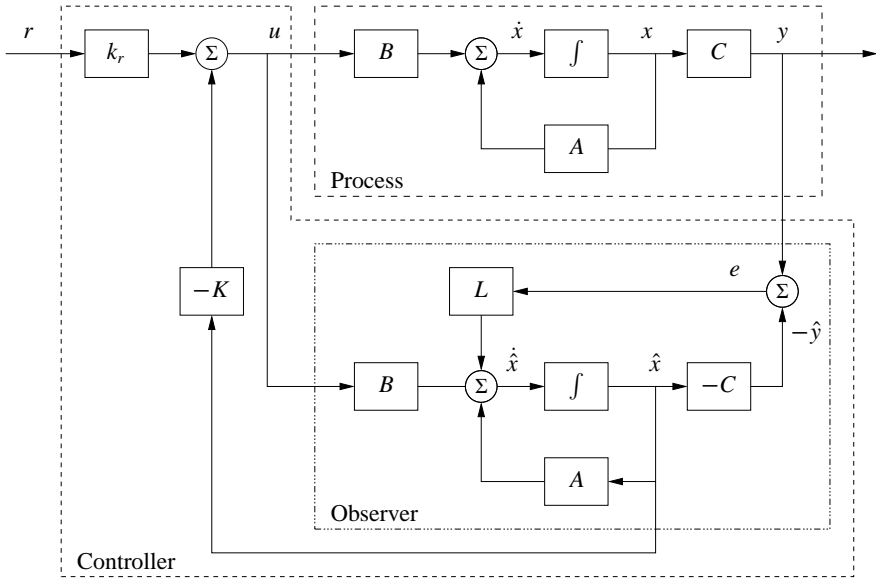 r
k_r
Σ
u
B
Σ
ẋ
∫
x
C
y
A
Process
−K
L
e
Σ
−ŷ
B
Σ
x̂̇
∫
x̂
−C
A
Observer
Controller